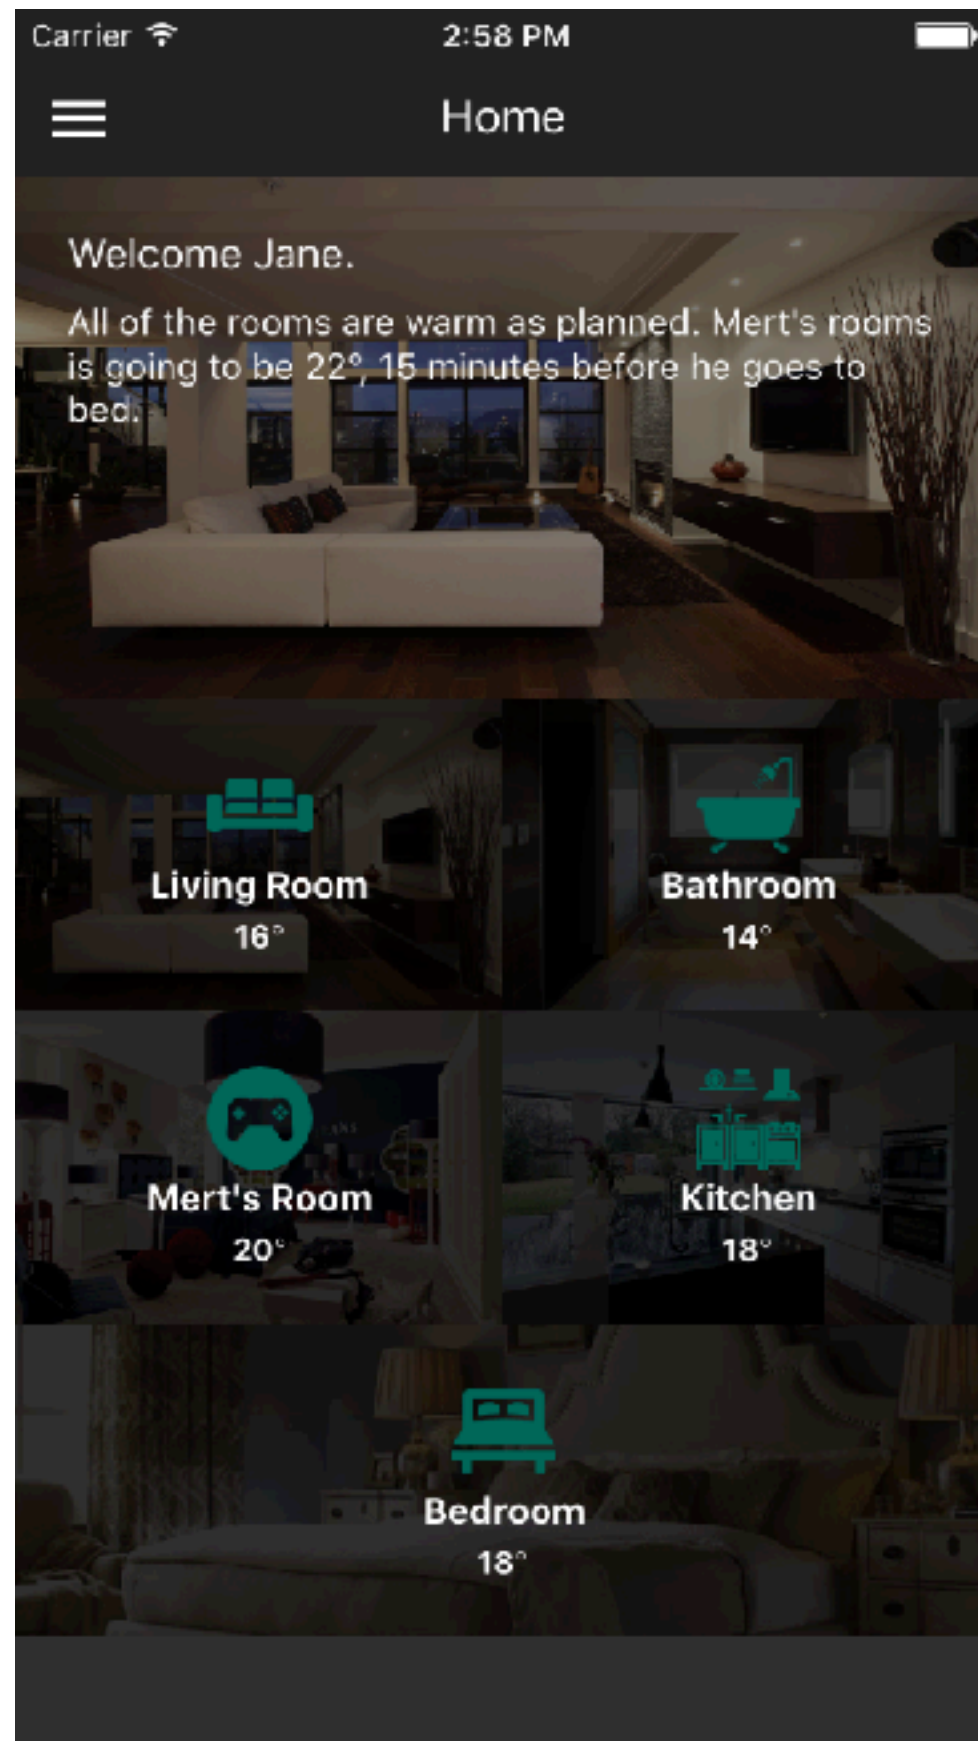 Carrier
2:58 PM
Home
Welcome Jane.
All of the rooms are warm as planned. Mert's rooms
is going to be 22°, 15 minutes before he goes to
bed.
Living Room
16°
Bathroom
14°
Mert's Room
20°
Kitchen
18°
Bedroom
18°